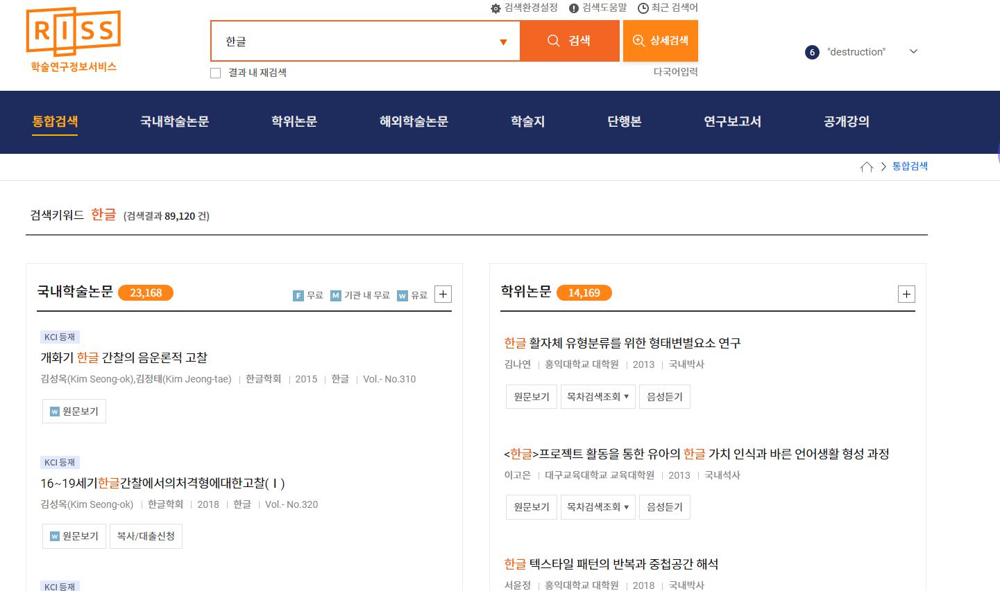 검색환경설정 검색도움말 최근 검색어
RISS
학술연구정보서비스
한글 검색 상세검색
6 "destruction"
결과 내 재검색 다국어입력
통합검색 국내학술논문 학위논문 해외학술논문 학술지 단행본 연구보고서 공개강의
통합검색
검색키워드 한글 (검색결과 89,120 건)
국내학술논문 23,168 F 무료 M 기관 내 무료 W 유료 +
KCI 등재
개화기 한글 간찰의 음운론적 고찰
김성옥(Kim Seong-ok),김정태(Kim Jeong-tae) 한글학회 2015 한글 Vol.- No.310
W 원문보기
KCI 등재
16~19세기한글간찰에서의처격형에대한고찰(Ⅰ)
김성옥(Kim Seong-ok) 한글학회 2018 한글 Vol.- No.320
W 원문보기 복사/대출신청
KCI 등재
학위논문 14,169 +
한글 활자체 유형분류를 위한 형태변별요소 연구
김나연 홍익대학교 대학원 2013 국내박사
원문보기 목차검색조회 음성듣기
<한글>프로젝트 활동을 통한 유아의 한글 가치 인식과 바른 언어생활 형성 과정
이고은 대구교육대학교 교육대학원 2013 국내석사
원문보기 목차검색조회 음성듣기
한글 텍스타일 패턴의 반복과 중첩공간 해석
서윤정 홍익대학교 대학원 2018 국내박사